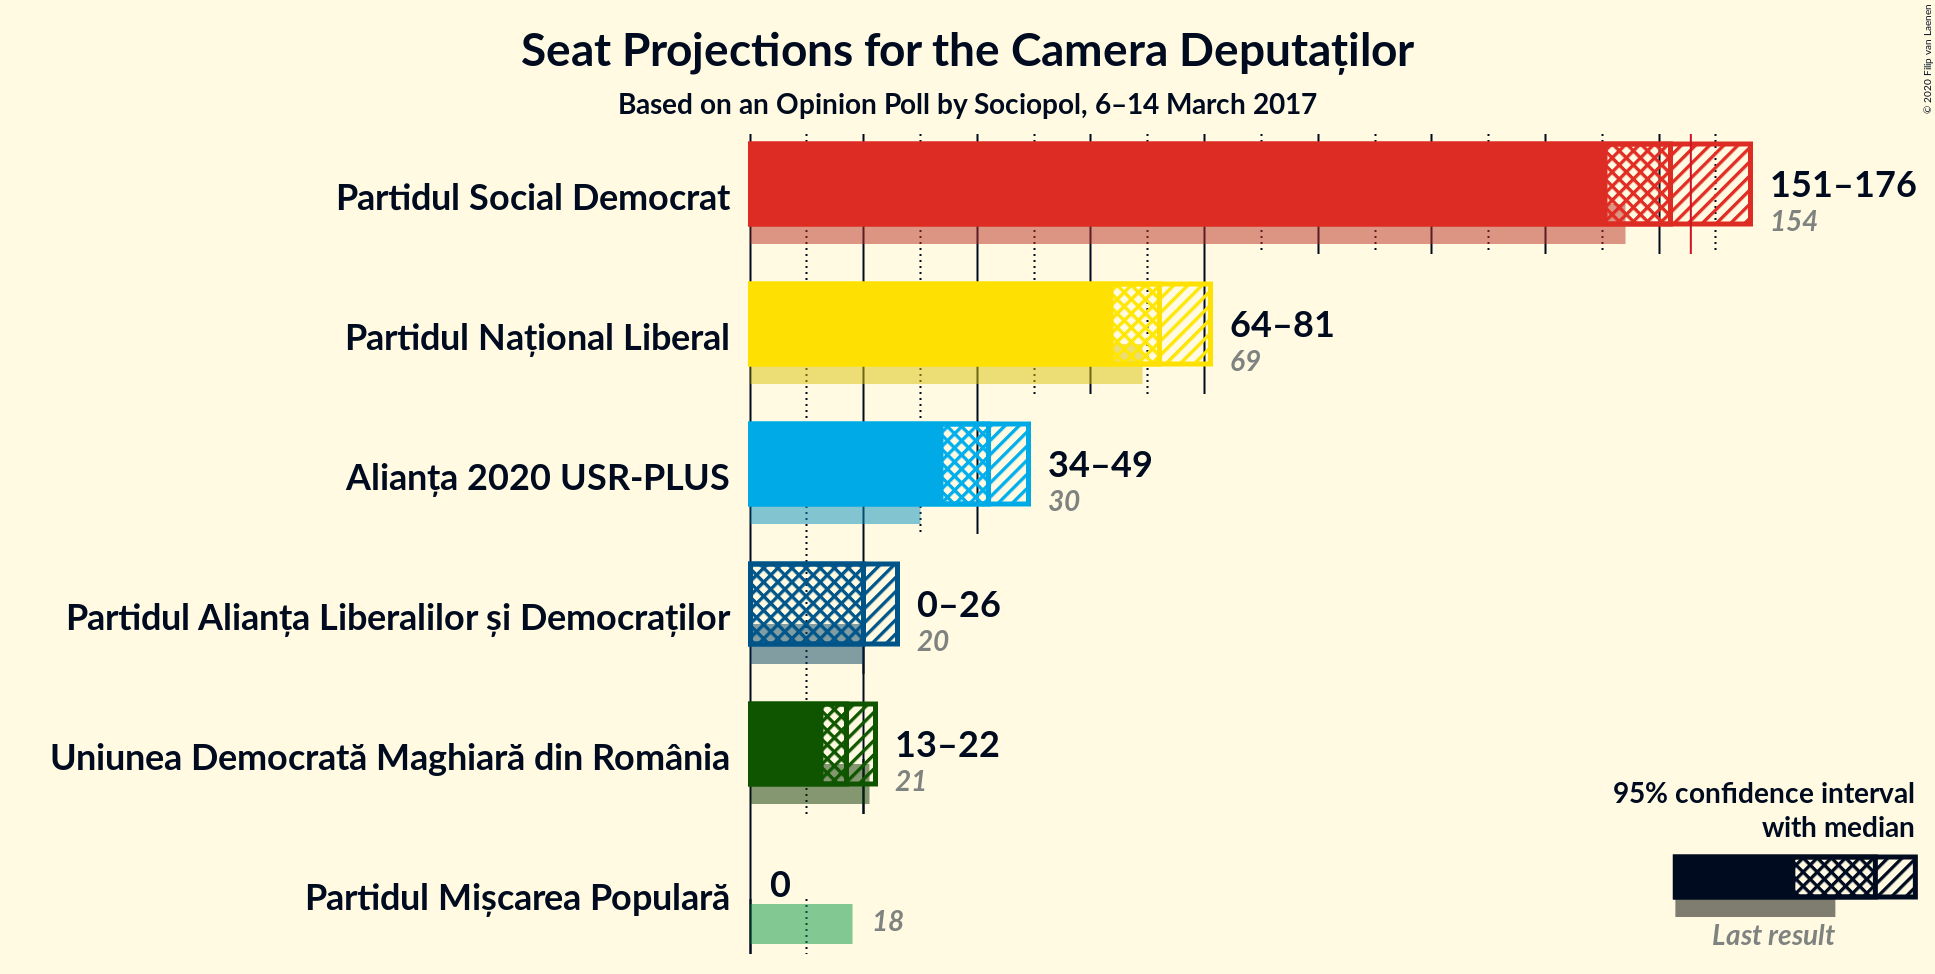 Seat Projections for the Camera Deputaților
Based on an Opinion Poll by Sociopol, 6–14 March 2017
© 2020 Filip van Laenen
Partidul Social Democrat
151–176
154
Partidul Național Liberal
64–81
69
Alianța 2020 USR-PLUS
34–49
30
Partidul Alianța Liberalilor și Democraților
0–26
20
Uniunea Democrată Maghiară din România
13–22
21
Partidul Mișcarea Populară
0
18
95% confidence interval
with median
Last result